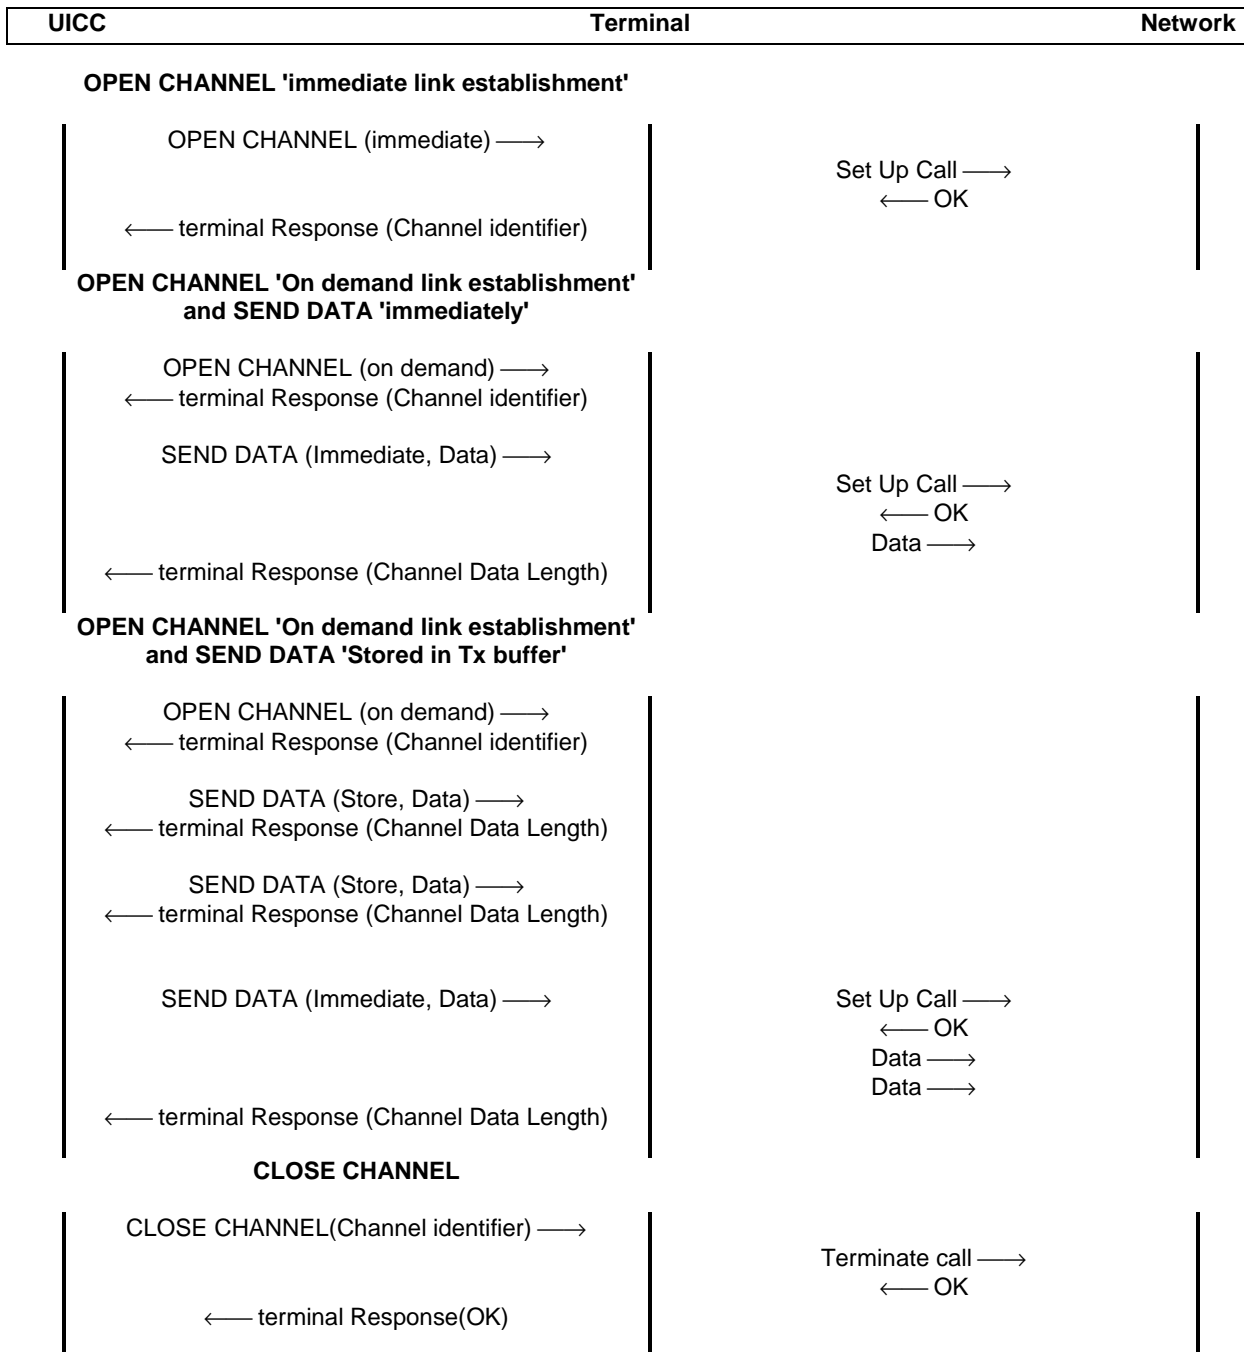 UICC Terminal Network
OPEN CHANNEL 'immediate link establishment'
OPEN CHANNEL (immediate) ⟶
Set Up Call ⟶
⟵ OK
⟵ terminal Response (Channel identifier)
OPEN CHANNEL 'On demand link establishment'
and SEND DATA 'immediately'
OPEN CHANNEL (on demand) ⟶
⟵ terminal Response (Channel identifier)
SEND DATA (Immediate, Data) ⟶
Set Up Call ⟶
⟵ OK
Data ⟶
⟵ terminal Response (Channel Data Length)
OPEN CHANNEL 'On demand link establishment'
and SEND DATA 'Stored in Tx buffer'
OPEN CHANNEL (on demand) ⟶
⟵ terminal Response (Channel identifier)
SEND DATA (Store, Data) ⟶
⟵ terminal Response (Channel Data Length)
SEND DATA (Store, Data) ⟶
⟵ terminal Response (Channel Data Length)
SEND DATA (Immediate, Data) ⟶ Set Up Call ⟶
⟵ OK
Data ⟶
Data ⟶
⟵ terminal Response (Channel Data Length)
CLOSE CHANNEL
CLOSE CHANNEL(Channel identifier) ⟶
Terminate call ⟶
⟵ OK
⟵ terminal Response(OK)